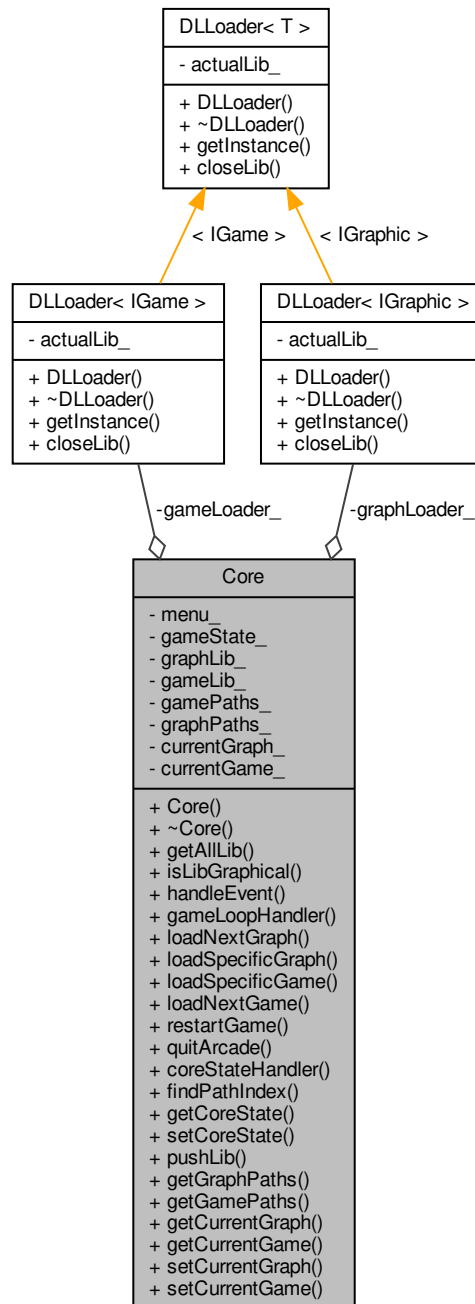 DLLoader< T >
- actualLib_
+ DLLoader()
+ ~DLLoader()
+ getInstance()
+ closeLib()
< IGame >
< IGraphic >
DLLoader< IGame >
- actualLib_
+ DLLoader()
+ ~DLLoader()
+ getInstance()
+ closeLib()
DLLoader< IGraphic >
- actualLib_
+ DLLoader()
+ ~DLLoader()
+ getInstance()
+ closeLib()
-gameLoader_
-graphLoader_
Core
- menu_
- gameState_
- graphLib_
- gameLib_
- gamePaths_
- graphPaths_
- currentGraph_
- currentGame_
+ Core()
+ ~Core()
+ getAllLib()
+ isLibGraphical()
+ handleEvent()
+ gameLoopHandler()
+ loadNextGraph()
+ loadSpecificGraph()
+ loadSpecificGame()
+ loadNextGame()
+ restartGame()
+ quitArcade()
+ coreStateHandler()
+ findPathIndex()
+ getCoreState()
+ setCoreState()
+ pushLib()
+ getGraphPaths()
+ getGamePaths()
+ getCurrentGraph()
+ getCurrentGame()
+ setCurrentGraph()
+ setCurrentGame()